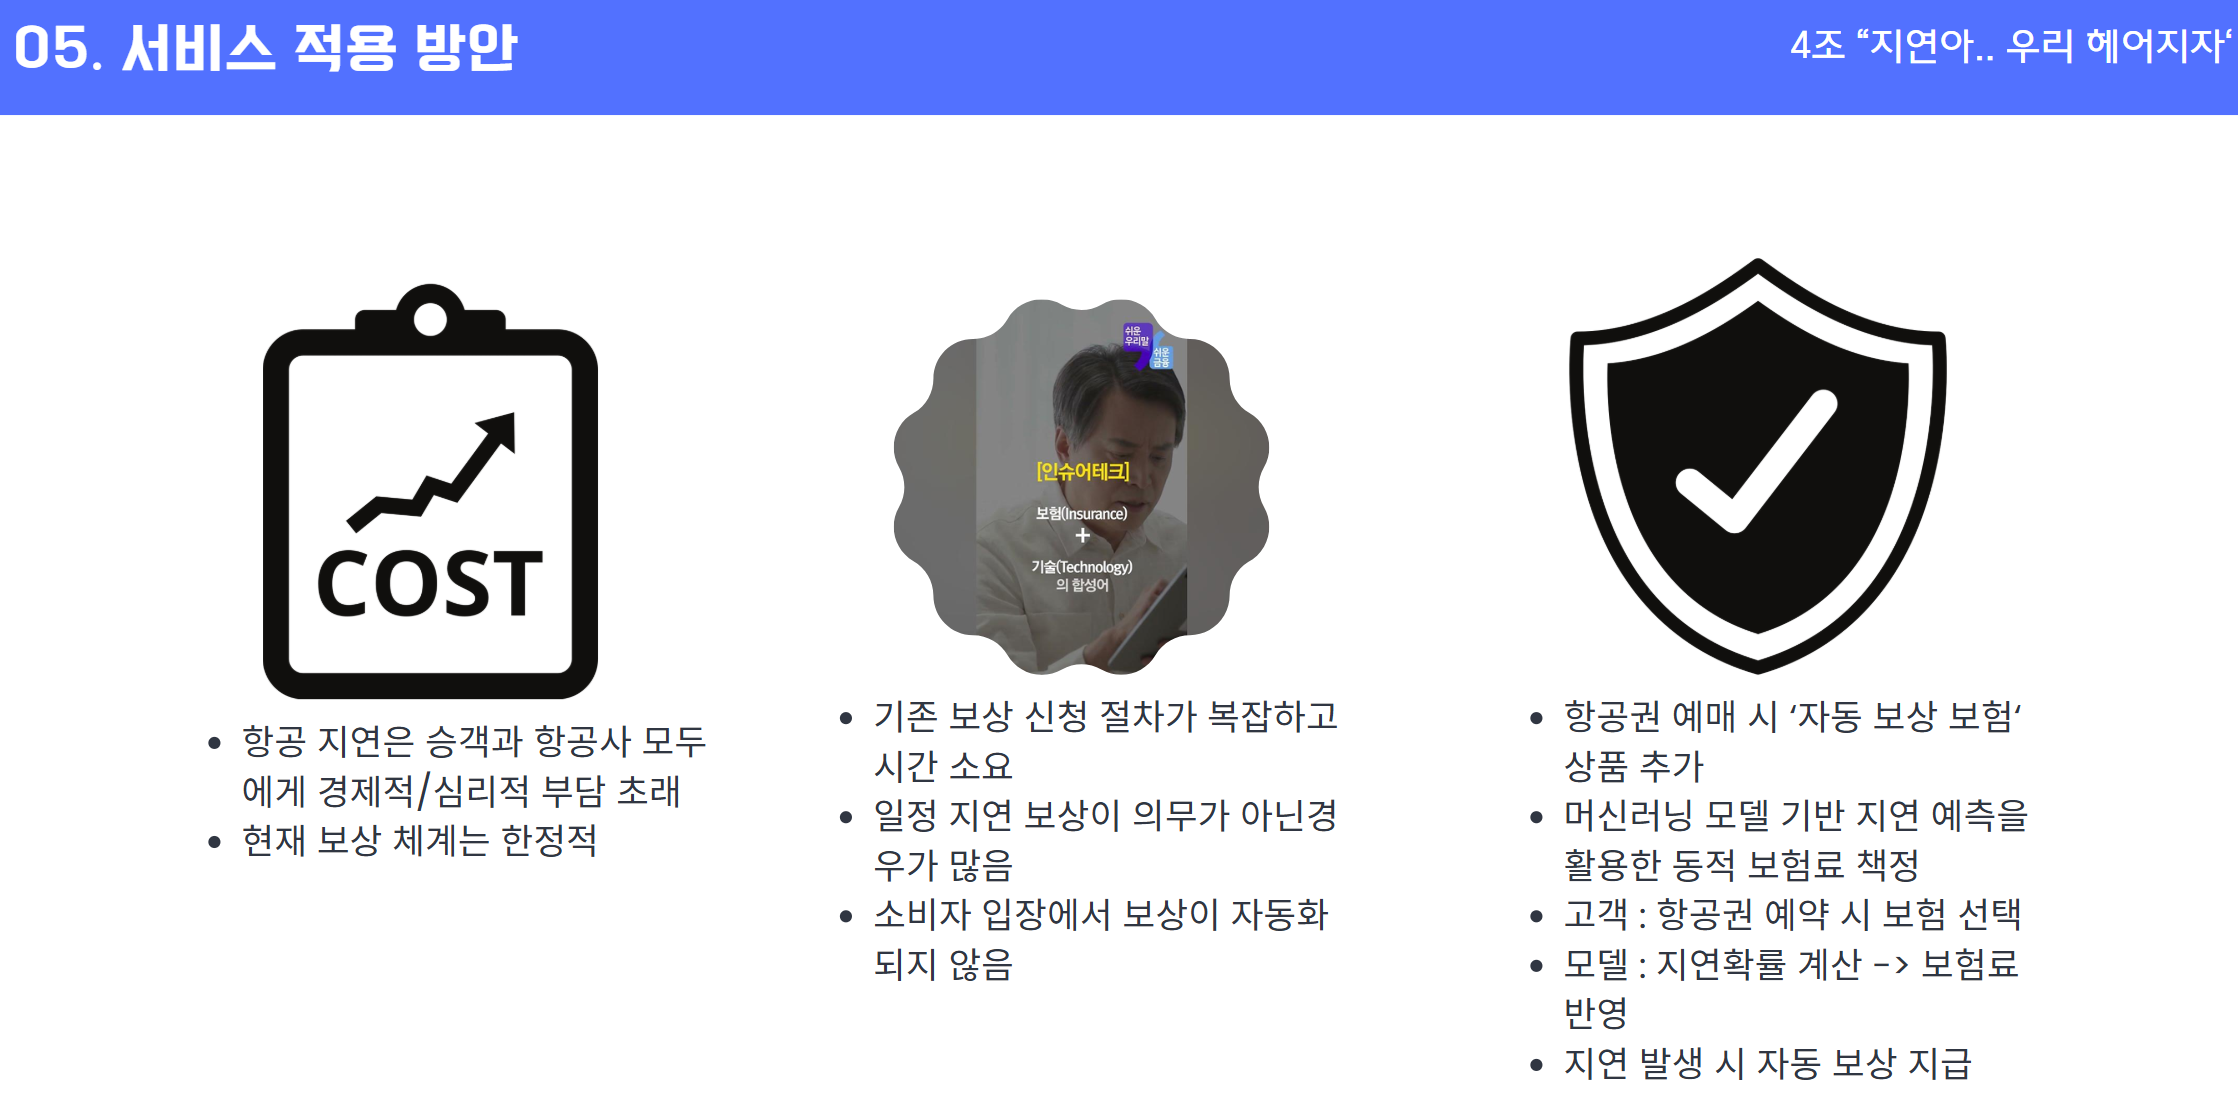 05. 서비스 적용 방안
4조 “지연아.. 우리 헤어지자‘
COST
• 항공 지연은 승객과 항공사 모두
에게 경제적/심리적 부담 초래
• 현재 보상 체계는 한정적
쉬운
우리말
쉬운
금융
[인슈어테크]
보험(Insurance)
+
기술(Technology)
의 합성어
• 기존 보상 신청 절차가 복잡하고
시간 소요
• 일정 지연 보상이 의무가 아닌경
우가 많음
• 소비자 입장에서 보상이 자동화
되지 않음
• 항공권 예매 시 ‘자동 보상 보험‘
상품 추가
• 머신러닝 모델 기반 지연 예측을
활용한 동적 보험료 책정
• 고객 : 항공권 예약 시 보험 선택
• 모델 : 지연확률 계산 -> 보험료
반영
• 지연 발생 시 자동 보상 지급